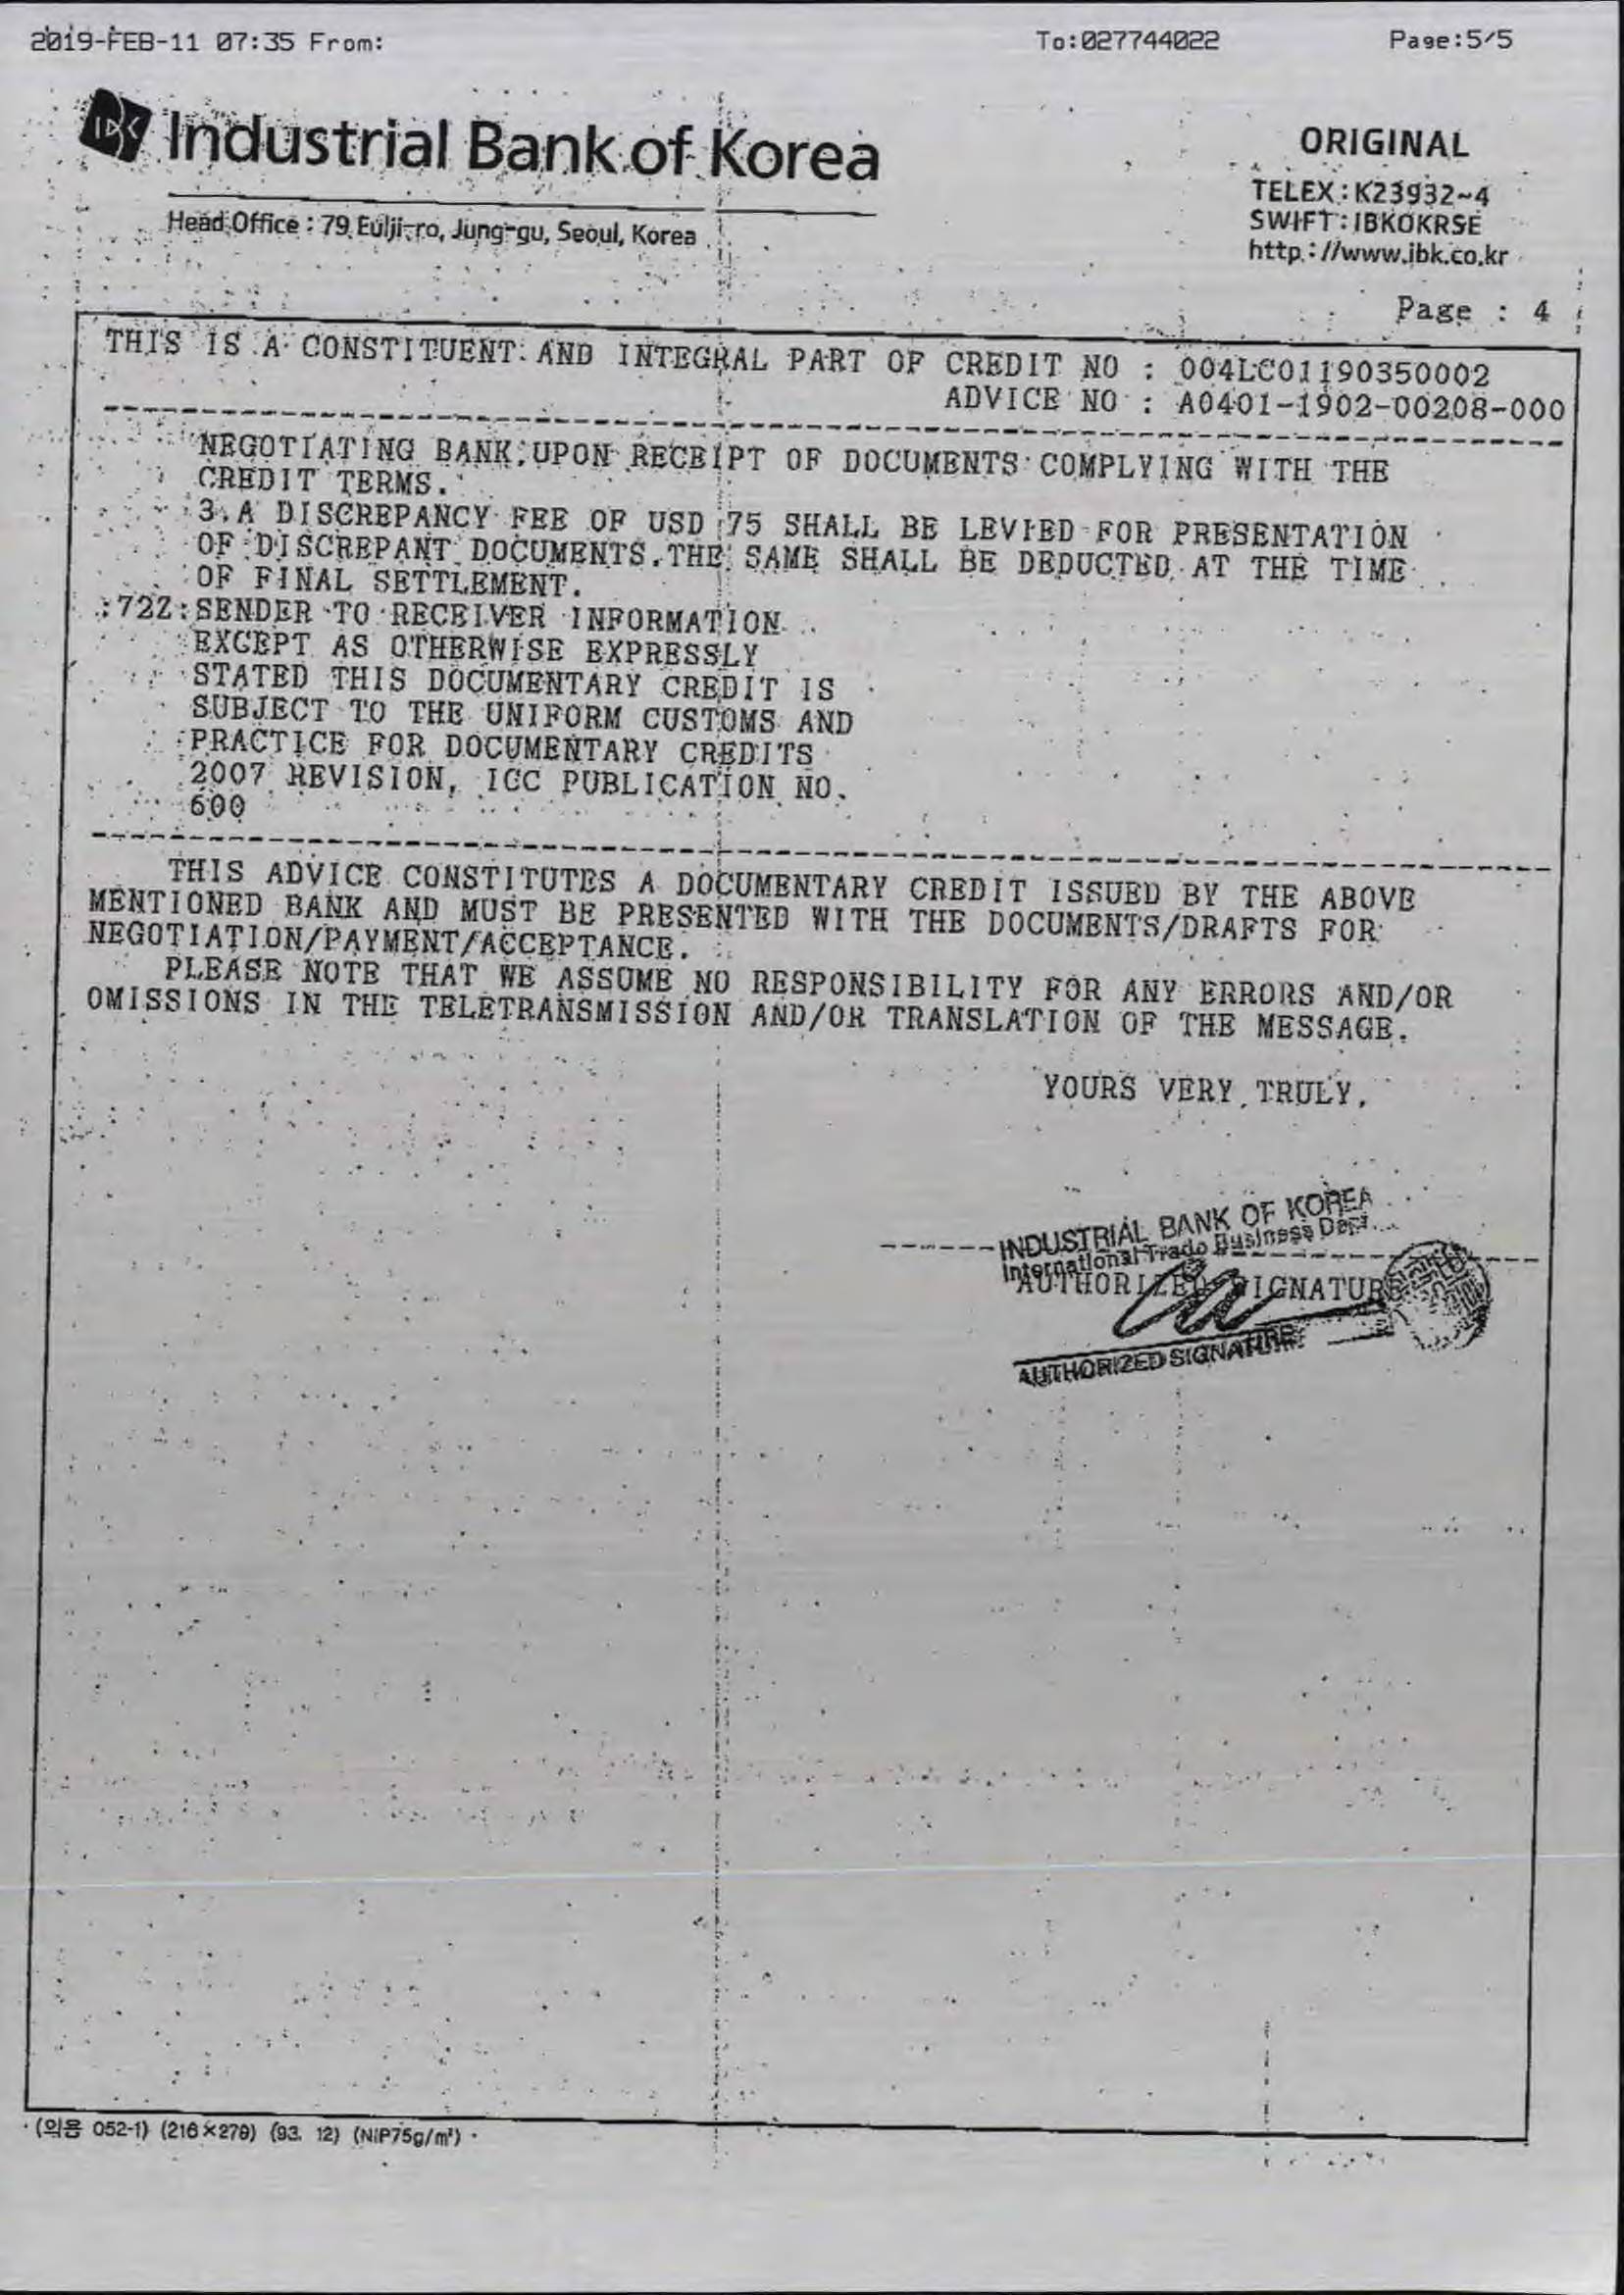 2019-FEB-11 07:35 From: To:027744022 Page:5/5
IBK Industrial Bank of Korea
ORIGINAL
TELEX : K23932~4
SWIFT : IBKOKRSE
http : //www.ibk.co.kr
Head Office : 79, Eulji-ro, Jung-gu, Seoul, Korea
Page : 4
THIS IS A CONSTITUENT AND INTEGRAL PART OF CREDIT NO : 004LC01190350002
ADVICE NO : A0401-1902-00208-000
NEGOTIATING BANK UPON RECEIPT OF DOCUMENTS COMPLYING WITH THE
CREDIT TERMS.
3.A DISCREPANCY FEE OF USD 75 SHALL BE LEVIED FOR PRESENTATION
OF DISCREPANT DOCUMENTS.THE SAME SHALL BE DEDUCTED AT THE TIME
OF FINAL SETTLEMENT.
:72Z:SENDER TO RECEIVER INFORMATION
EXCEPT AS OTHERWISE EXPRESSLY
STATED THIS DOCUMENTARY CREDIT IS
SUBJECT TO THE UNIFORM CUSTOMS AND
PRACTICE FOR DOCUMENTARY CREDITS
2007 REVISION, ICC PUBLICATION NO.
600
THIS ADVICE CONSTITUTES A DOCUMENTARY CREDIT ISSUED BY THE ABOVE
MENTIONED BANK AND MUST BE PRESENTED WITH THE DOCUMENTS/DRAFTS FOR
NEGOTIATION/PAYMENT/ACCEPTANCE.
PLEASE NOTE THAT WE ASSUME NO RESPONSIBILITY FOR ANY ERRORS AND/OR
OMISSIONS IN THE TELETRANSMISSION AND/OR TRANSLATION OF THE MESSAGE.
YOURS VERY TRULY,
INDUSTRIAL BANK OF KOREA
International Trade Business Dept.
AUTHORIZED SIGNATURE
AUTHORIZED SIGNATURE
(외용 052-1) (216×279) (93. 12) (NIP75g/m²)